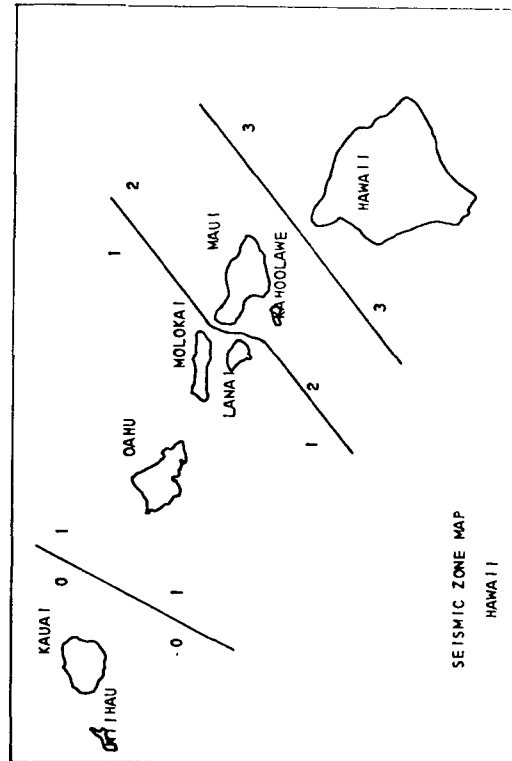 KAUAI
0 1
NIIHAU
1 2
OAHU
0 1
MOLOKAI
MAUI
LANAI
3
KAHOOLAWE
1 2
HAWAII
3
SEISMIC ZONE MAP
HAWAII